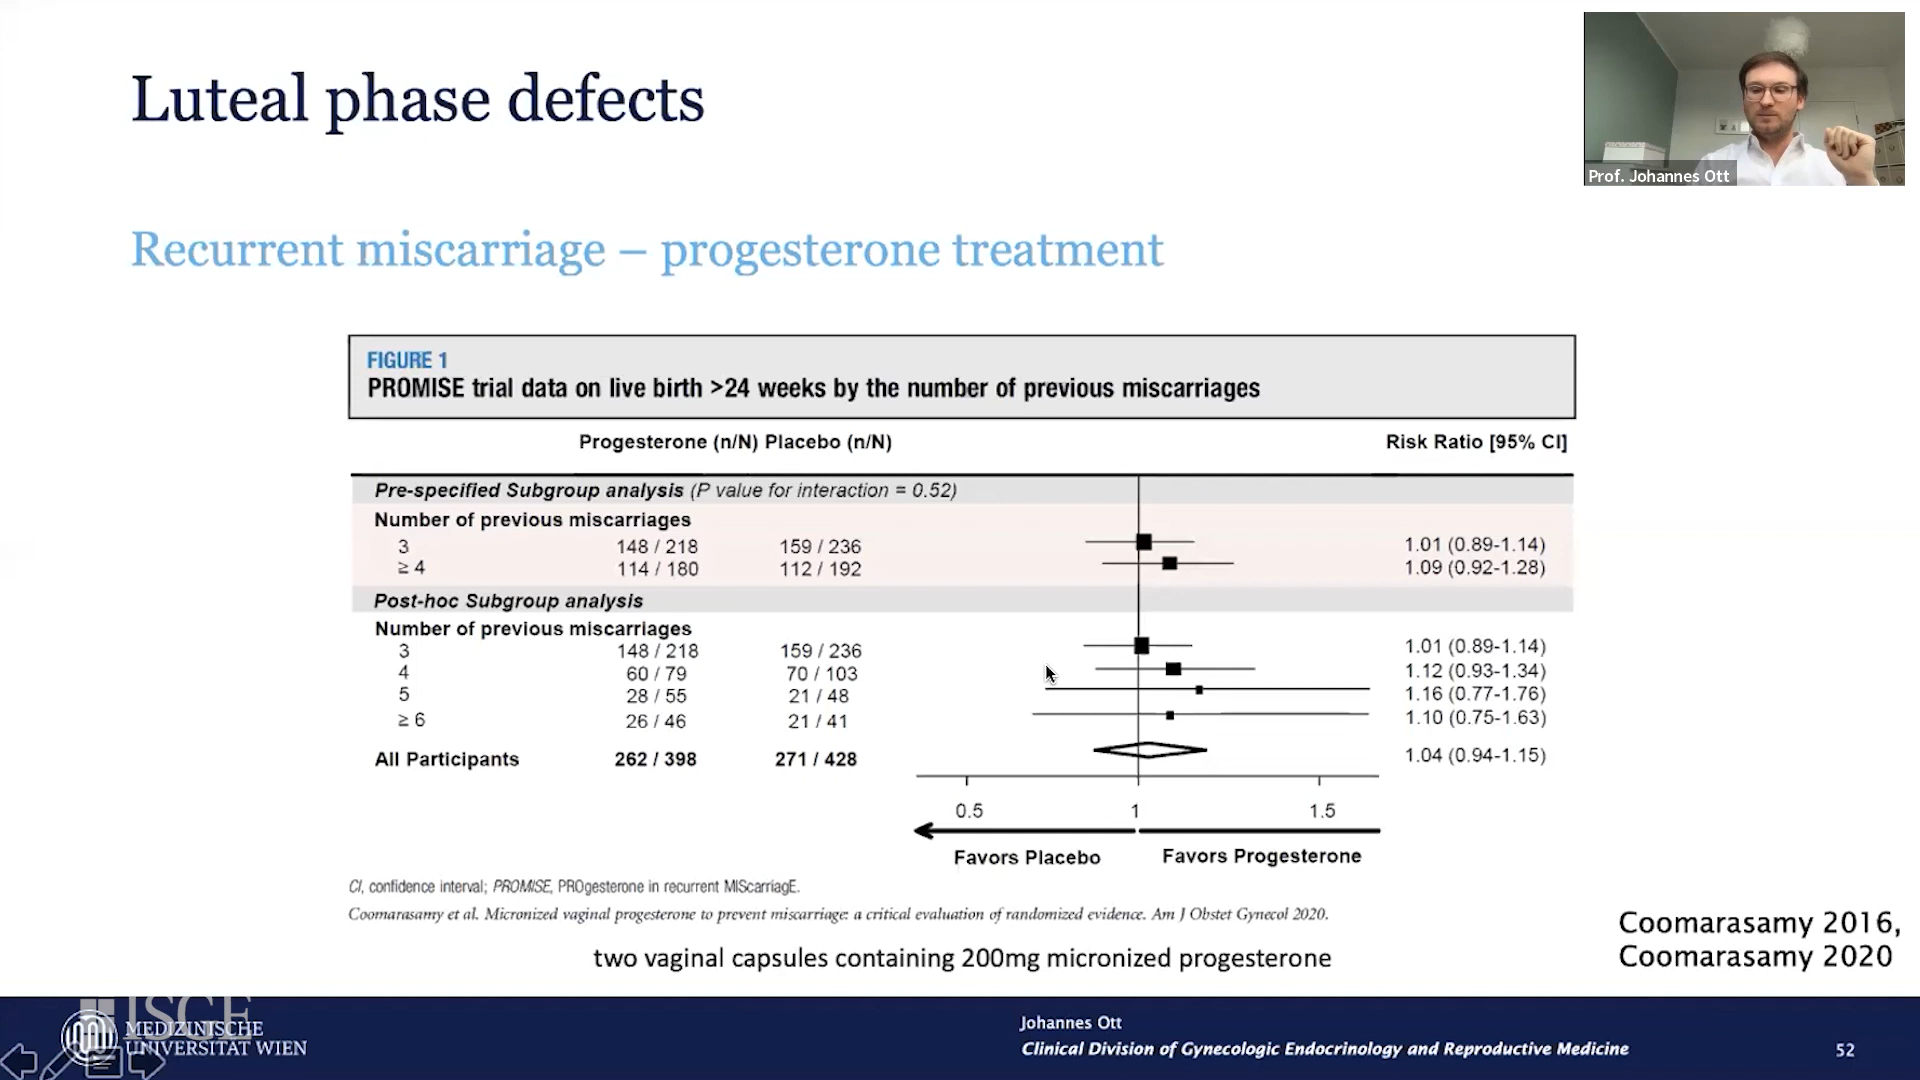 Luteal phase defects
Prof. Johannes Ott
Recurrent miscarriage – progesterone treatment
FIGURE 1
PROMISE trial data on live birth >24 weeks by the number of previous miscarriages
Progesterone (n/N) Placebo (n/N) Risk Ratio [95% CI]
Pre-specified Subgroup analysis (P value for interaction = 0.52)
Number of previous miscarriages
3 148 / 218 159 / 236 1.01 (0.89-1.14)
≥ 4 114 / 180 112 / 192 1.09 (0.92-1.28)
Post-hoc Subgroup analysis
Number of previous miscarriages
3 148 / 218 159 / 236 1.01 (0.89-1.14)
4 60 / 79 70 / 103 1.12 (0.93-1.34)
5 28 / 55 21 / 48 1.16 (0.77-1.76)
≥ 6 26 / 46 21 / 41 1.10 (0.75-1.63)
All Participants 262 / 398 271 / 428 1.04 (0.94-1.15)
0.5 1 1.5
Favors Placebo Favors Progesterone
CI, confidence interval; PROMISE, PROgesterone in recurrent MIScarriagE.
Coomarasamy et al. Micronized vaginal progesterone to prevent miscarriage: a critical evaluation of randomized evidence. Am J Obstet Gynecol 2020.
Coomarasamy 2016,
Coomarasamy 2020
two vaginal capsules containing 200mg micronized progesterone
ISGE
MEDIZINISCHE
UNIVERSITÄT WIEN
Johannes Ott
Clinical Division of Gynecologic Endocrinology and Reproductive Medicine
52